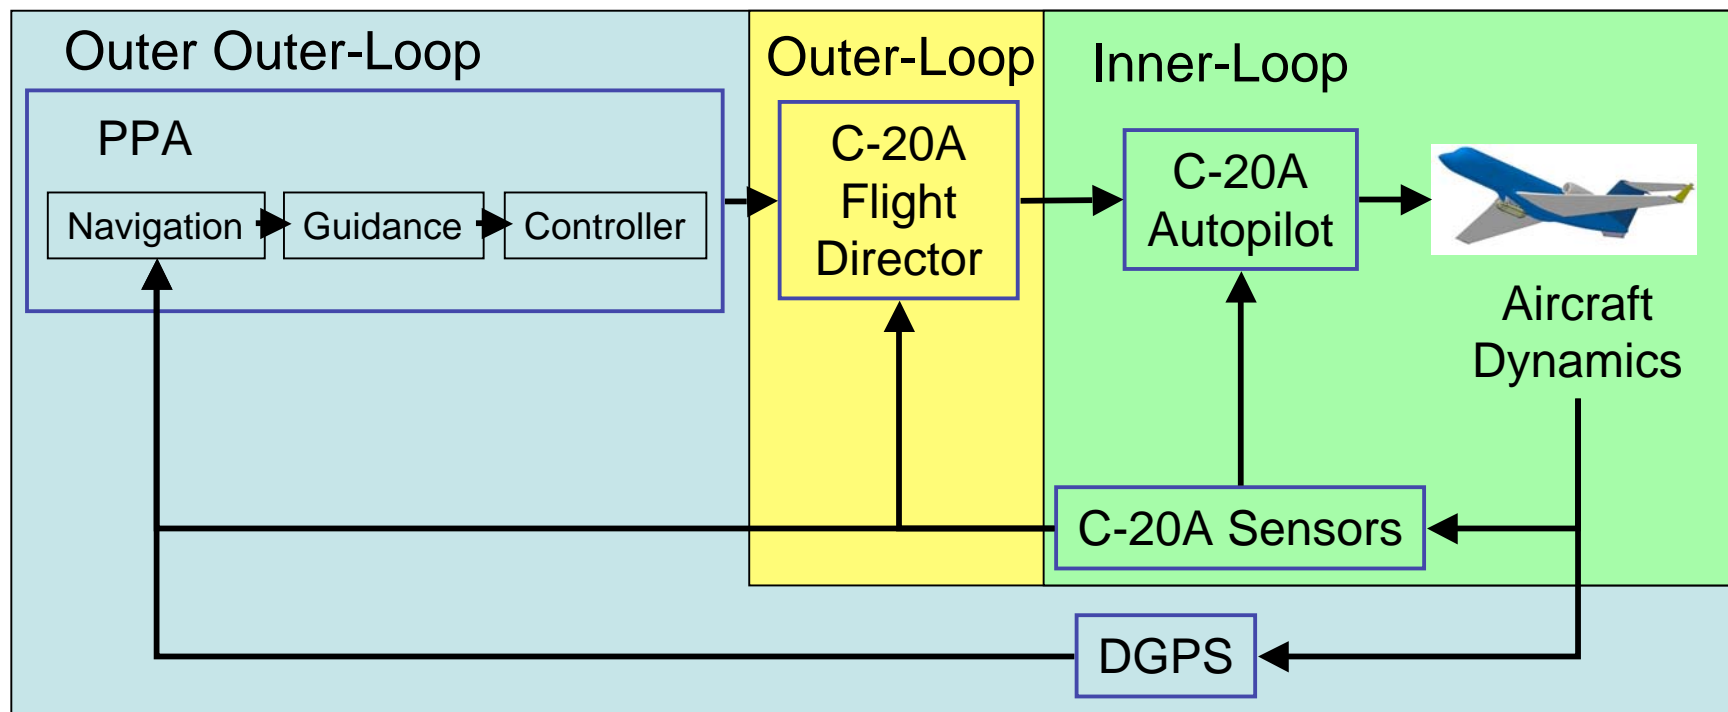 Outer Outer-Loop
Outer-Loop
Inner-Loop
PPA
Navigation
Guidance
Controller
C-20A
Flight
Director
C-20A
Autopilot
Aircraft
Dynamics
C-20A Sensors
DGPS